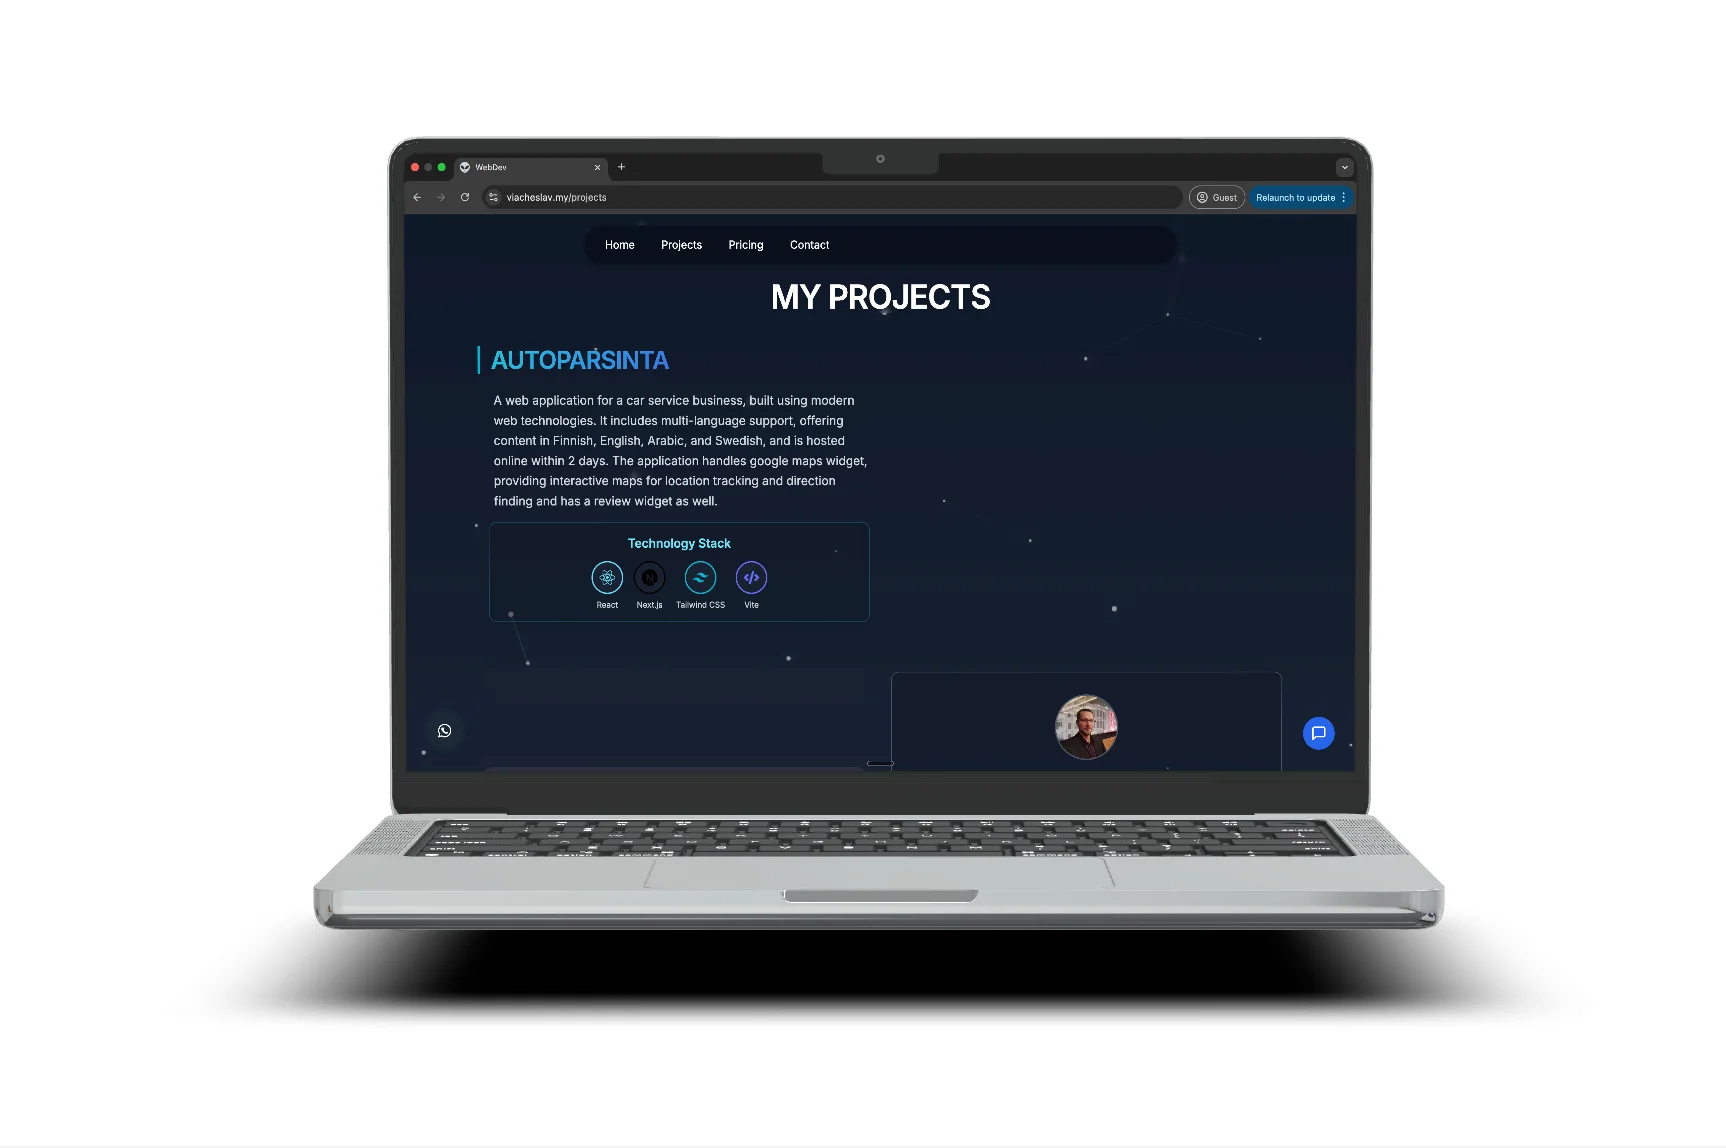 WebDev
viacheslav.my/projects
Guest
Relaunch to update
Home Projects Pricing Contact
MY PROJECTS
AUTOPARSINTA
A web application for a car service business, built using modern
web technologies. It includes multi-language support, offering
content in Finnish, English, Arabic, and Swedish, and is hosted
online within 2 days. The application handles google maps widget,
providing interactive maps for location tracking and direction
finding and has a review widget as well.
Technology Stack
React Next.js Tailwind CSS Vite